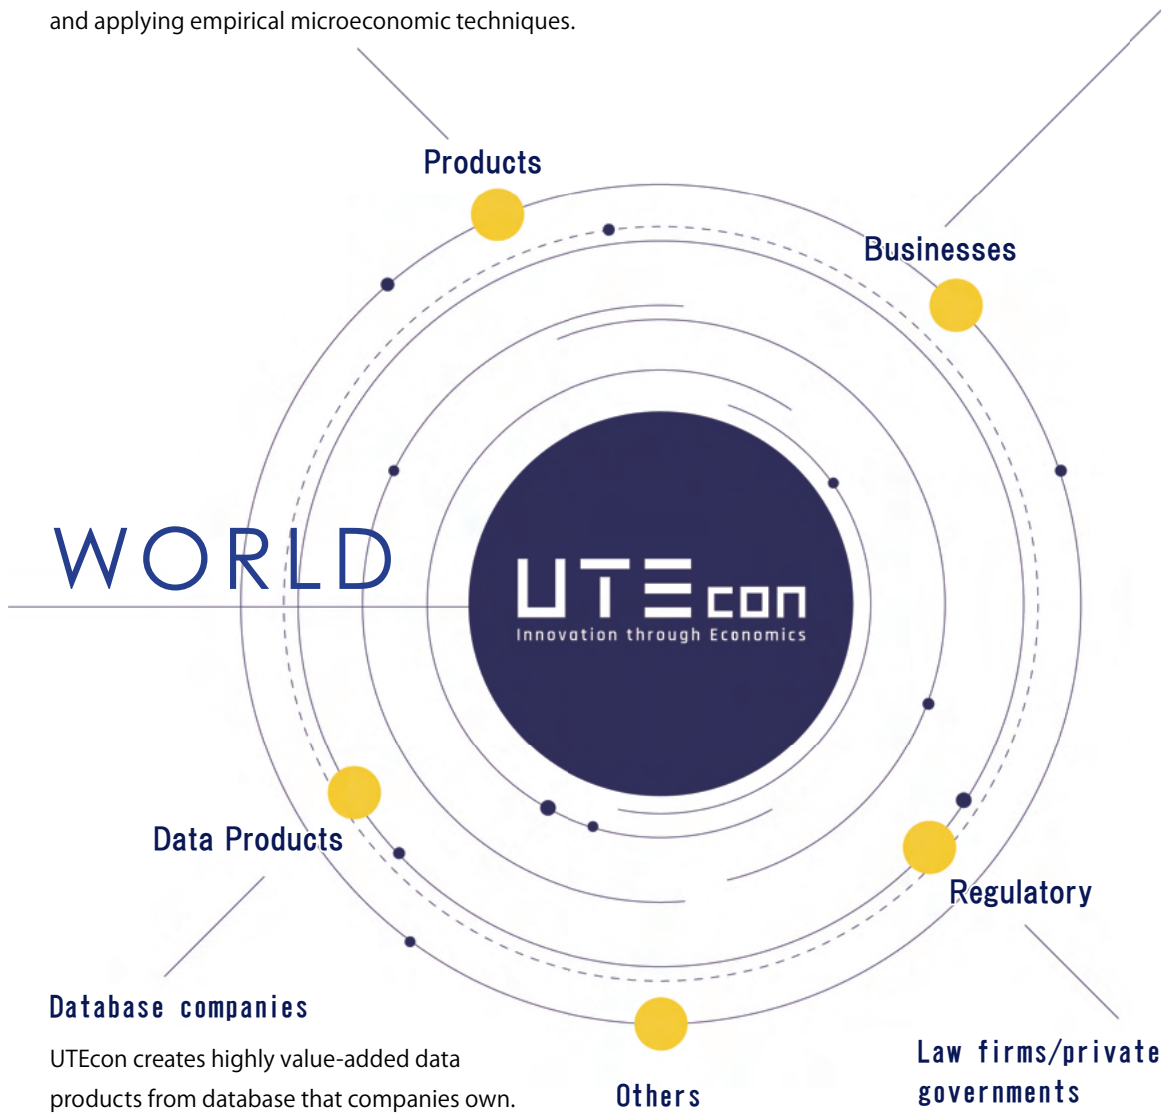 and applying empirical microeconomic techniques.
Products
Businesses
WORLD
UTEcon
Innovation through Economics
Data Products
Regulatory
Database companies
UTEcon creates highly value-added data
products from database that companies own.
Others
Law firms/private
governments